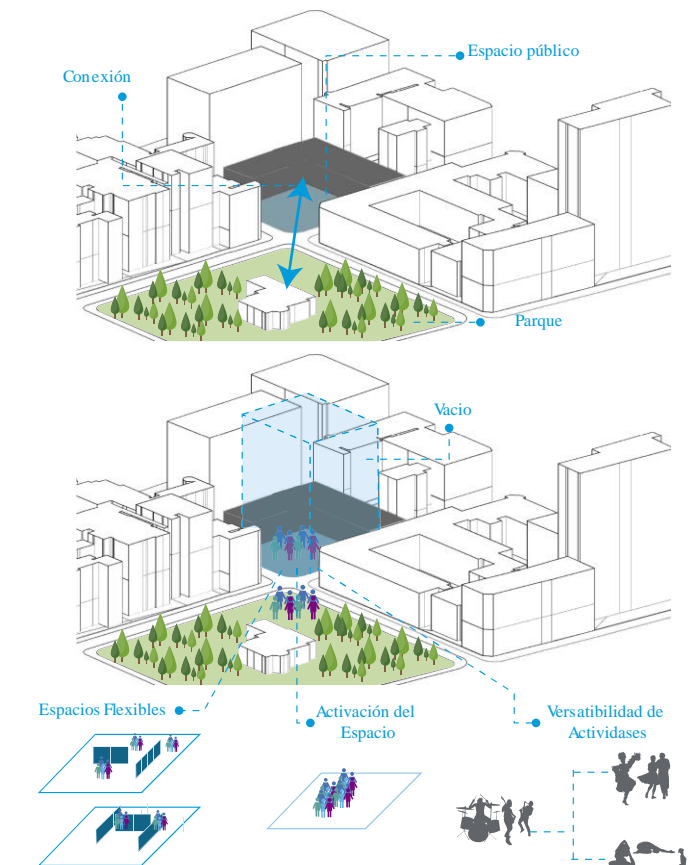 Espacio público
Conexión
Parque
Vacio
Espacios Flexibles
Activación del
Espacio
Versatibilidad de
Actividases